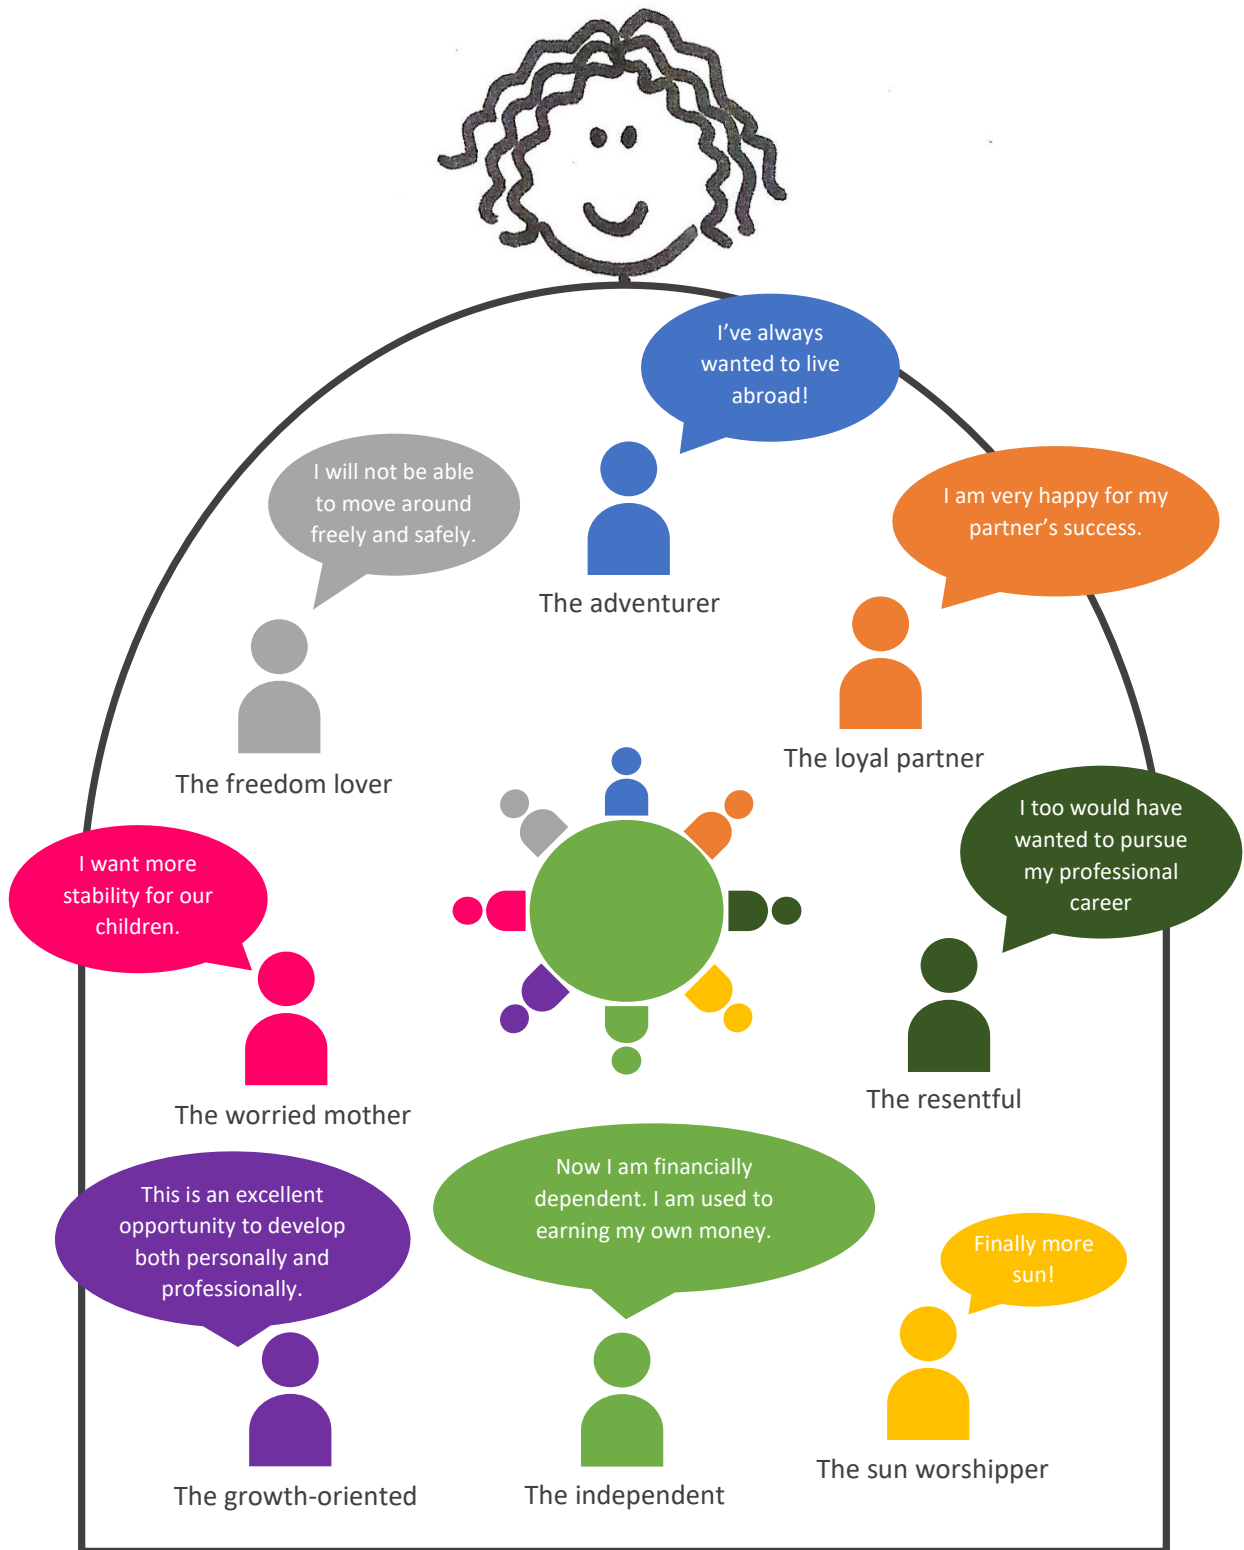 I've always
wanted to live
abroad!
The adventurer
I will not be able
to move around
freely and safely.
The freedom lover
I am very happy for my
partner's success.
The loyal partner
I want more
stability for our
children.
The worried mother
I too would have
wanted to pursue
my professional
career
The resentful
This is an excellent
opportunity to develop
both personally and
professionally.
The growth-oriented
Now I am financially
dependent. I am used to
earning my own money.
The independent
Finally more
sun!
The sun worshipper